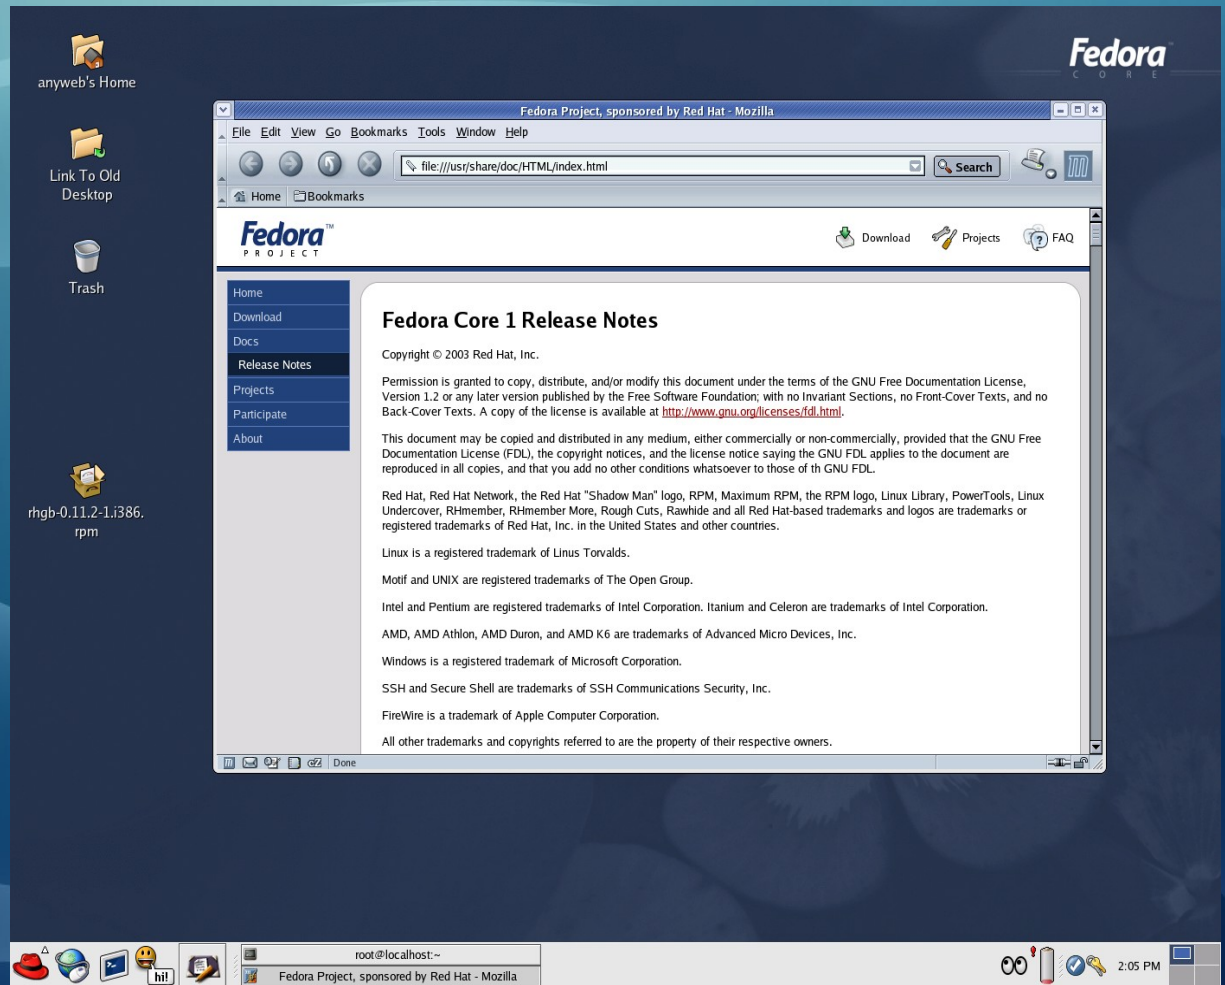 anyweb's Home
Link To Old
Desktop
Trash
rhgb-0.11.2-1.i386.
rpm
Fedora™
CORE
Fedora Project, sponsored by Red Hat - Mozilla
File Edit View Go Bookmarks Tools Window Help
file:///usr/share/doc/HTML/index.html
Search
Home Bookmarks
Fedora™
PROJECT
Download Projects FAQ
Home
Download
Docs
Release Notes
Projects
Participate
About
Fedora Core 1 Release Notes
Copyright © 2003 Red Hat, Inc.
Permission is granted to copy, distribute, and/or modify this document under the terms of the GNU Free Documentation License,
Version 1.2 or any later version published by the Free Software Foundation; with no Invariant Sections, no Front-Cover Texts, and no
Back-Cover Texts. A copy of the license is available at http://www.gnu.org/licenses/fdl.html.
This document may be copied and distributed in any medium, either commercially or non-commercially, provided that the GNU Free
Documentation License (FDL), the copyright notices, and the license notice saying the GNU FDL applies to the document are
reproduced in all copies, and that you add no other conditions whatsoever to those of th GNU FDL.
Red Hat, Red Hat Network, the Red Hat "Shadow Man" logo, RPM, Maximum RPM, the RPM logo, Linux Library, PowerTools, Linux
Undercover, RHmember, RHmember More, Rough Cuts, Rawhide and all Red Hat-based trademarks and logos are trademarks or
registered trademarks of Red Hat, Inc. in the United States and other countries.
Linux is a registered trademark of Linus Torvalds.
Motif and UNIX are registered trademarks of The Open Group.
Intel and Pentium are registered trademarks of Intel Corporation. Itanium and Celeron are trademarks of Intel Corporation.
AMD, AMD Athlon, AMD Duron, and AMD K6 are trademarks of Advanced Micro Devices, Inc.
Windows is a registered trademark of Microsoft Corporation.
SSH and Secure Shell are trademarks of SSH Communications Security, Inc.
FireWire is a trademark of Apple Computer Corporation.
All other trademarks and copyrights referred to are the property of their respective owners.
Done
hi!
root@localhost:~
Fedora Project, sponsored by Red Hat - Mozilla
2:05 PM